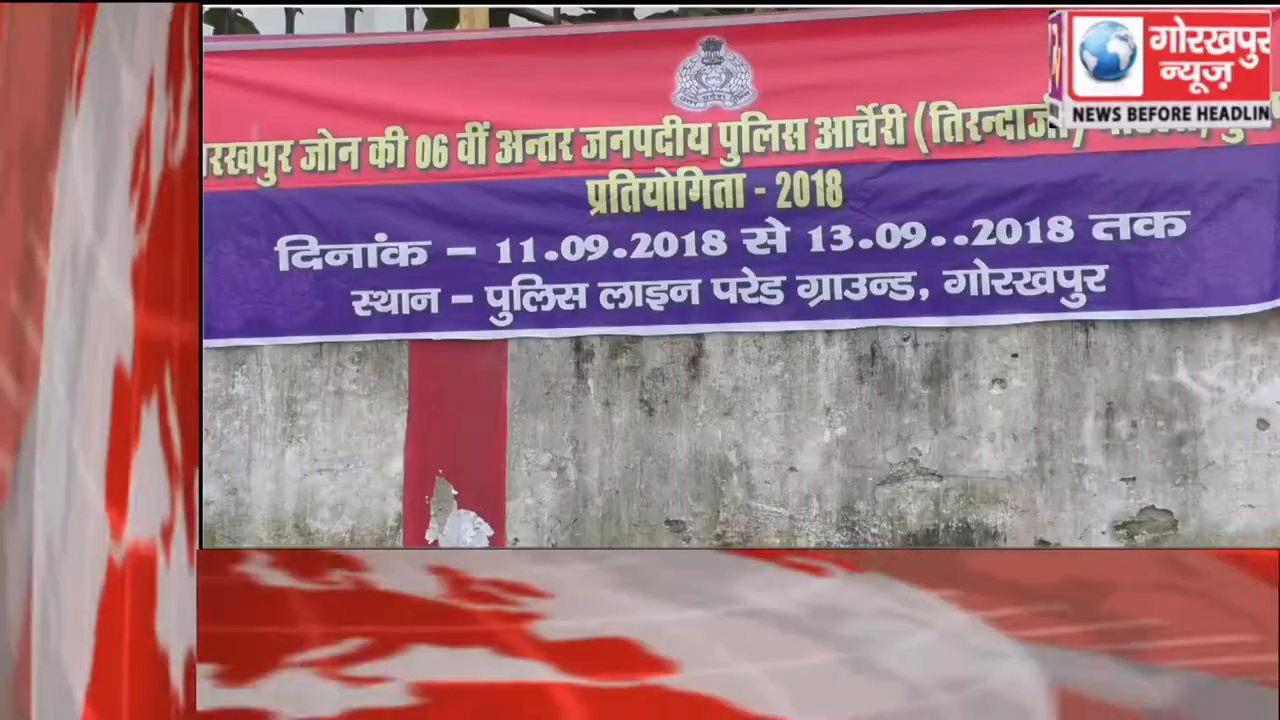 गोरखपुर
न्यूज़
NEWS BEFORE HEADLIN
रखपुर जोन की 06 वीं अन्तर जनपदीय पुलिस आर्चेरी (तिरन्दाजी)
प्रतियोगिता - 2018
दिनांक – 11.09.2018 से 13.09..2018 तक
स्थान – पुलिस लाइन परेड ग्राउन्ड, गोरखपुर